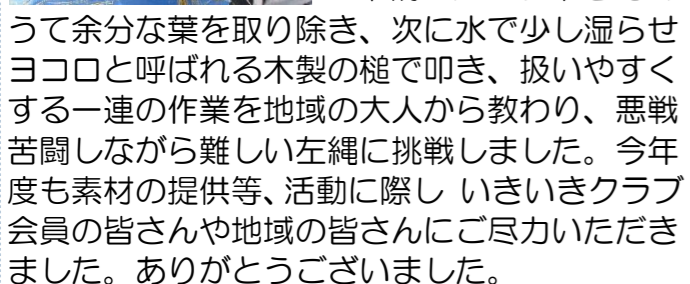 うて余分な葉を取り除き、次に水で少し湿らせ
ヨコロと呼ばれる木製の槌で叩き、扱いやすく
する一連の作業を地域の大人から教わり、悪戦
苦闘しながら難しい左縄に挑戦しました。今年
度も素材の提供等、活動に際し いきいきクラブ
会員の皆さんや地域の皆さんにご尽力いただき
ました。ありがとうございました。